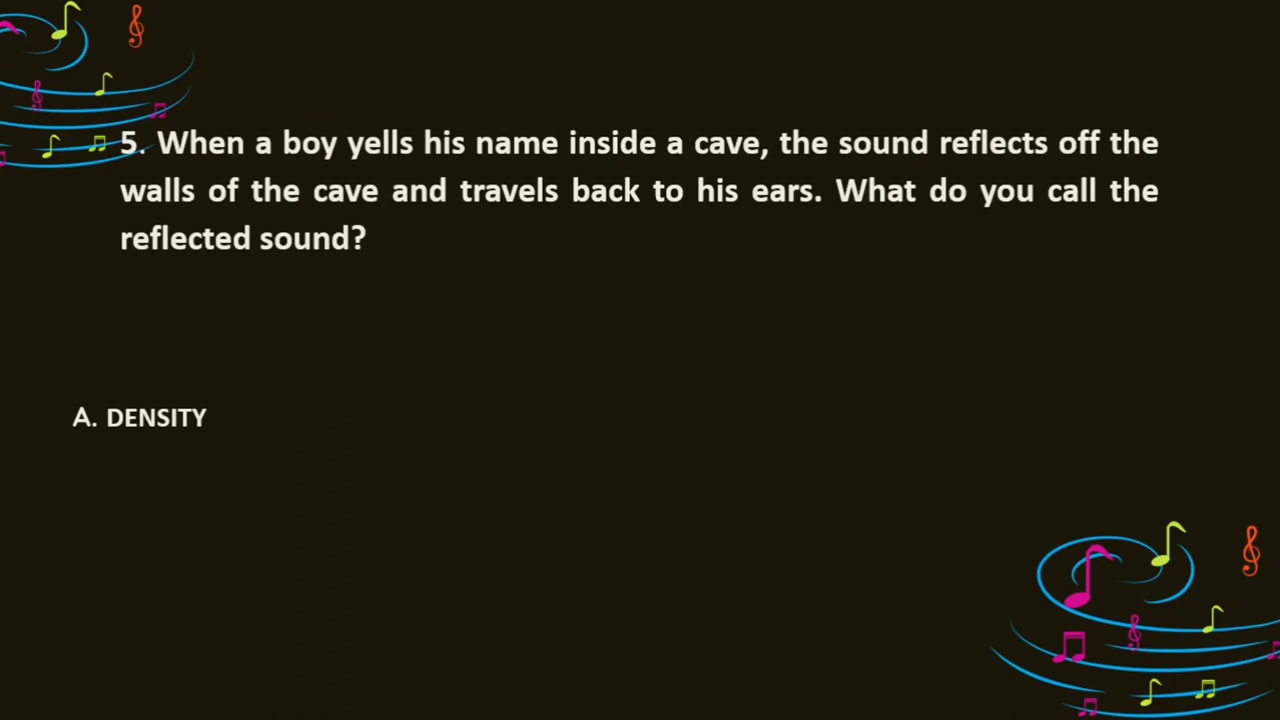 5. When a boy yells his name inside a cave, the sound reflects off the
walls of the cave and travels back to his ears. What do you call the
reflected sound?
A. DENSITY